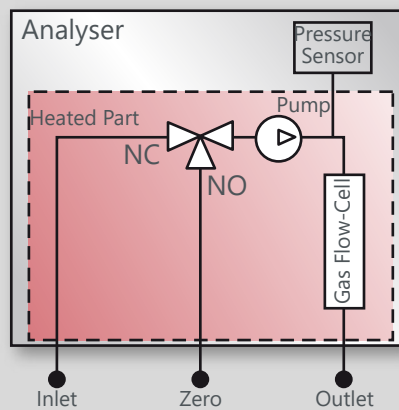 Analyser
Pressure
Sensor
Heated Part
Pump
NC
NO
Gas Flow-Cell
Inlet
Zero
Outlet